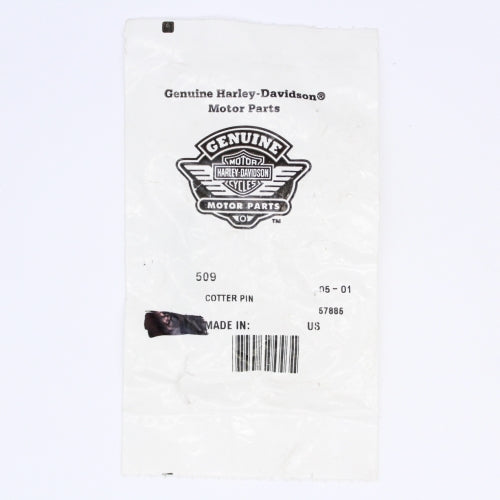 Genuine Harley-Davidson®
Motor Parts
GENUINE
MOTOR
HARLEY-DAVIDSON
CYCLES
MOTOR PARTS
TM
509
COTTER PIN
05-01
57885
MADE IN:
US